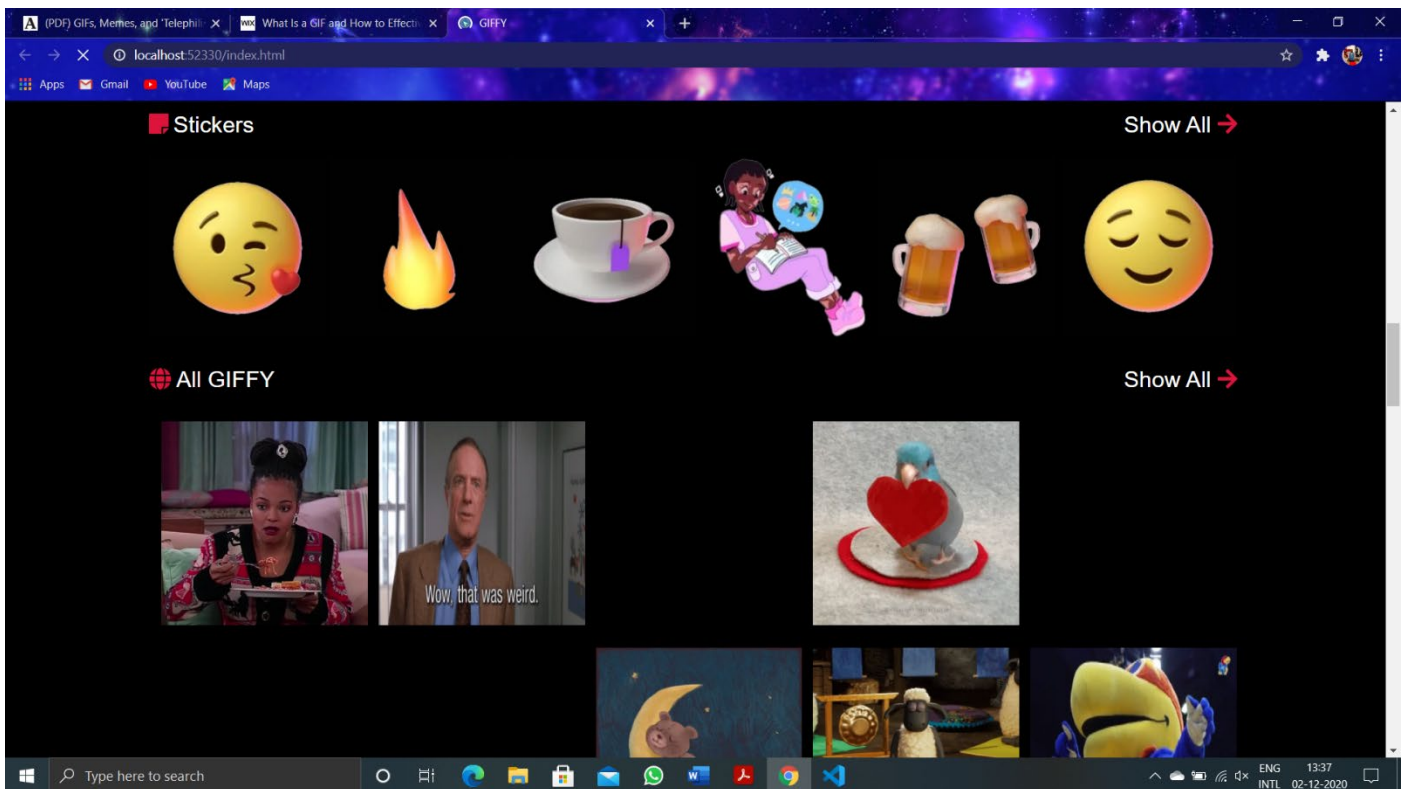 (PDF) GIFs, Memes, and 'Telephili
What Is a GIF and How to Effecti
GIFFY
localhost:52330/index.html
Apps Gmail YouTube Maps
Stickers Show All
All GIFFY Show All
Wow, that was weird.
Type here to search
ENG 13:37
INTL 02-12-2020